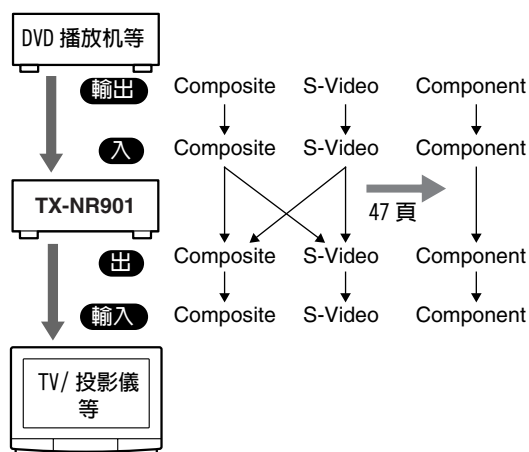 DVD 播放机等
輸出 Composite S-Video Component
入 Composite S-Video Component
47 頁
TX-NR901
出 Composite S-Video Component
輸入 Composite S-Video Component
TV/ 投影儀
等